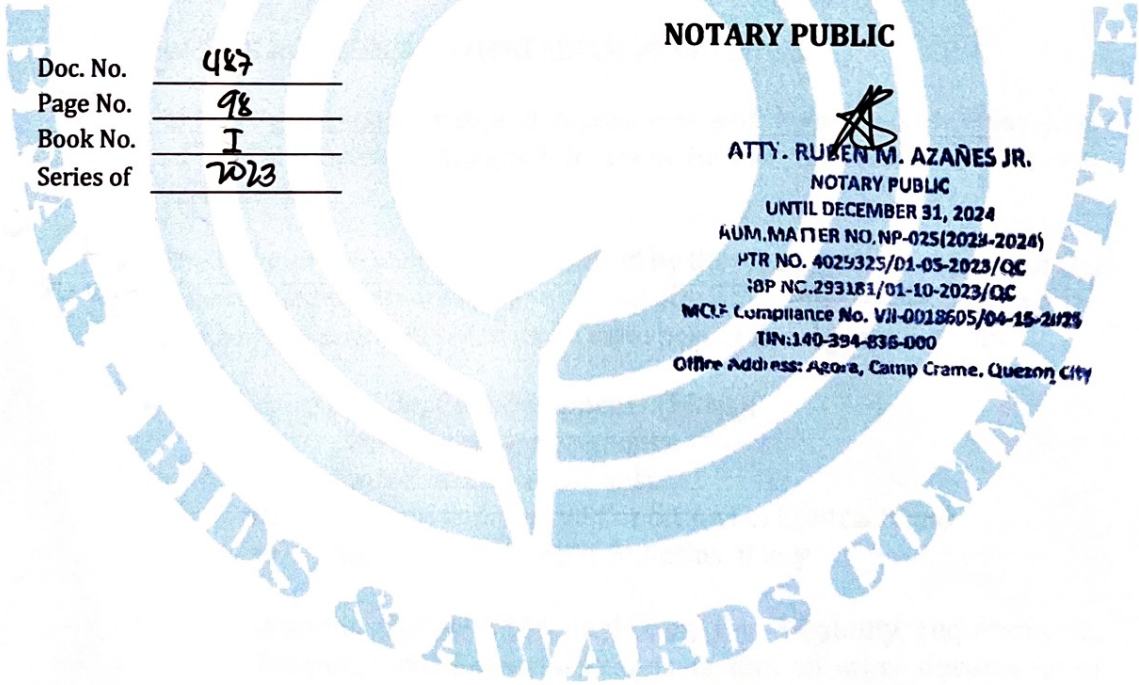 NOTARY PUBLIC
Doc. No. 487
Page No. 98
Book No. I
Series of 2023
ATTY. RUBEN M. AZAÑES JR.
NOTARY PUBLIC
UNTIL DECEMBER 31, 2024
ADM.MATTER NO.NP-025(2023-2024)
PTR NO. 4029325/01-05-2023/QC
IBP NO.293181/01-10-2023/QC
MCLE Compliance No. VII-0018605/04-15-2025
TIN:140-394-836-000
Office Address: Agora, Camp Crame, Quezon City
BIDS & AWARDS COMMITTEE